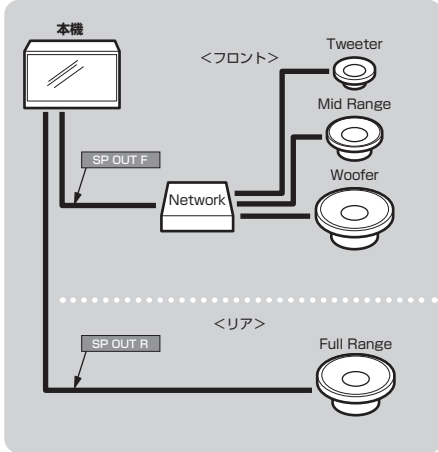 本機
＜フロント＞
Tweeter
Mid Range
SP OUT F
Woofer
Network
＜リア＞
SP OUT R
Full Range